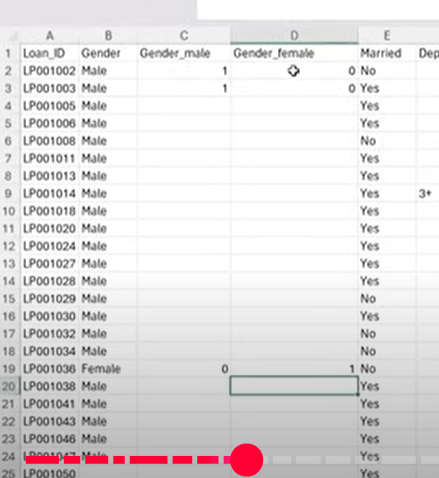 A B C D E
1 Loan_ID Gender Gender_male Gender_female Married Dep
2 LP001002 Male 1 0 No
3 LP001003 Male 1 0 Yes
4 LP001005 Male Yes
5 LP001006 Male Yes
6 LP001008 Male No
7 LP001011 Male Yes
8 LP001013 Male Yes
9 LP001014 Male Yes 3+
10 LP001018 Male Yes
11 LP001020 Male Yes
12 LP001024 Male Yes
13 LP001027 Male Yes
14 LP001028 Male Yes
15 LP001029 Male No
16 LP001030 Male Yes
17 LP001032 Male No
18 LP001034 Male No
19 LP001036 Female 0 1 No
20 LP001038 Male Yes
21 LP001041 Male Yes
22 LP001043 Male Yes
23 LP001046 Male Yes
24 LP001047 Male Yes
25 LP001050 Yes